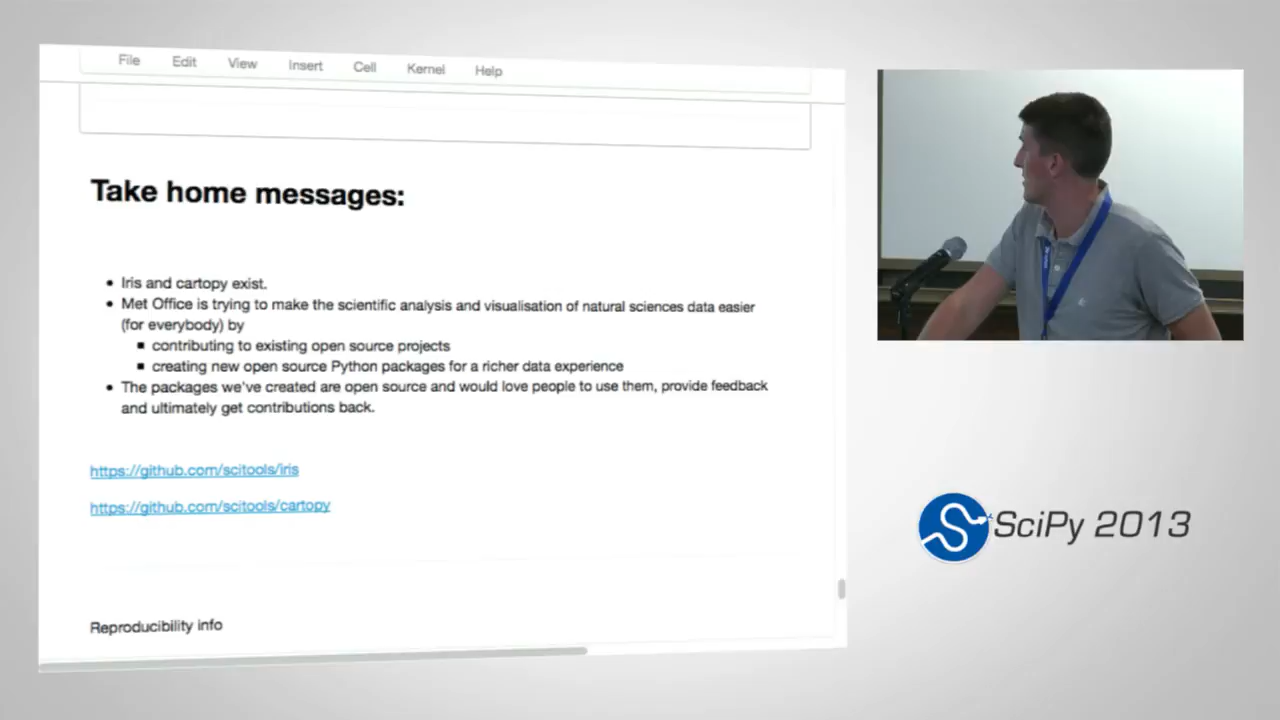 File Edit View Insert Cell Kernel Help
Take home messages:
Iris and cartopy exist.
Met Office is trying to make the scientific analysis and visualisation of natural sciences data easier
(for everybody) by
contributing to existing open source projects
creating new open source Python packages for a richer data experience
The packages we've created are open source and would love people to use them, provide feedback
and ultimately get contributions back.
https://github.com/scitools/iris
https://github.com/scitools/cartopy
Reproducibility info
SciPy 2013